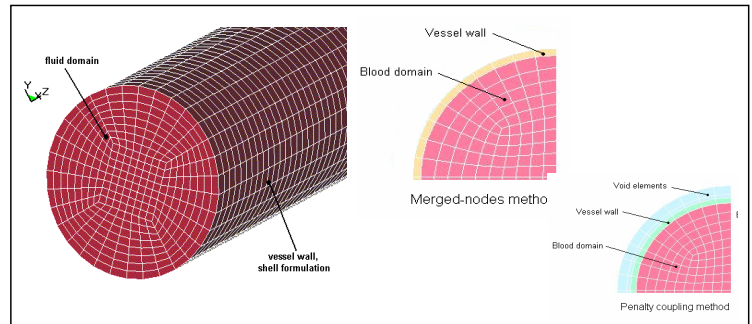 fluid domain
Y
Z
X
vessel wall,
shell formulation
Vessel wall
Blood domain
Merged-nodes metho
Void elements
Vessel wall
Blood domain
Penalty coupling method